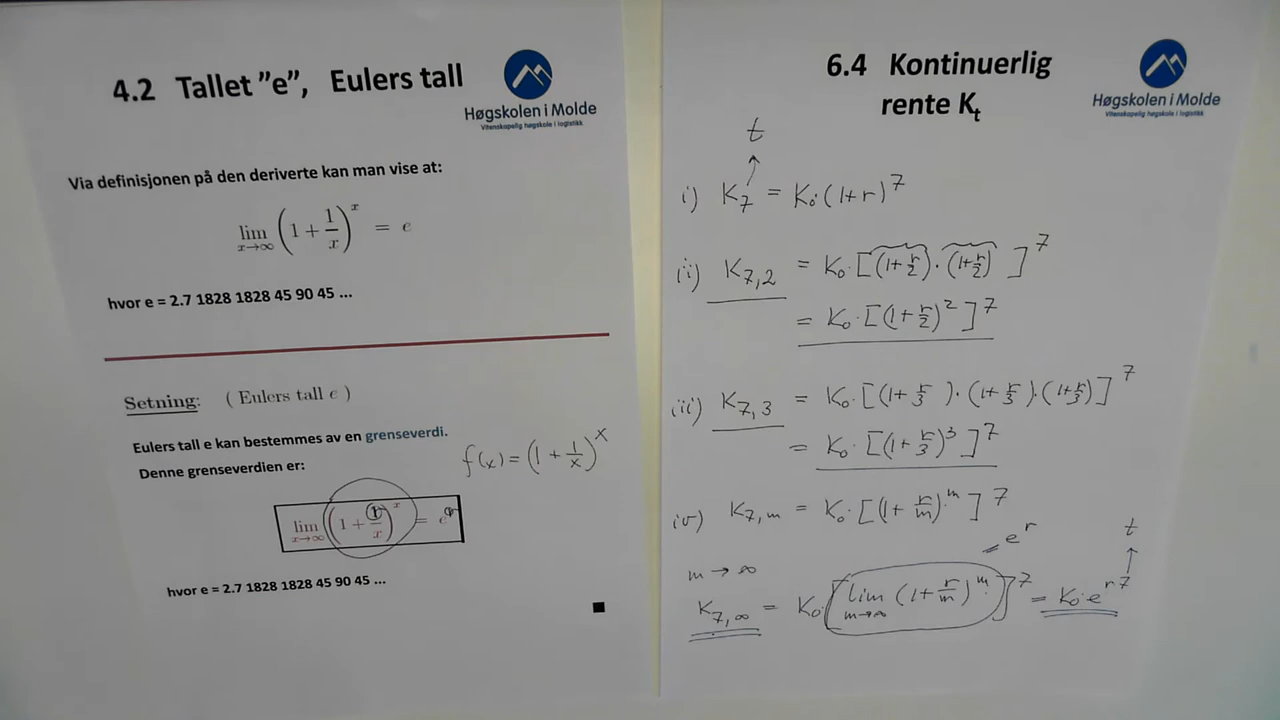 4.2 Tallet ”e”, Eulers tall
Høgskolen i Molde
Vitenskapelig høgskole i logistikk
Via definisjonen på den deriverte kan man vise at:
lim x→∞ (1 + 1/x)^x = e
hvor e = 2.7 1828 1828 45 90 45 ...
Setning: ( Eulers tall e )
Eulers tall e kan bestemmes av en grenseverdi.
Denne grenseverdien er:
f(x) = (1 + 1/x)^x
lim x→∞ (1 + r/x)^x = e^r
hvor e = 2.7 1828 1828 45 90 45 ...
6.4 Kontinuerlig
rente K_t
Høgskolen i Molde
Vitenskapelig høgskole i logistikk
t
↑
i) K_7 = K_0·(1+r)^7
ii) K_7,2 = K_0·[(1+r/2)·(1+r/2)]^7
= K_0·[(1+r/2)^2]^7
iii) K_7,3 = K_0·[(1+r/3)·(1+r/3)·(1+r/3)]^7
= K_0·[(1+r/3)^3]^7
iv) K_7,m = K_0·[(1+r/m)^m]^7
= e^r
t
↑
m→∞
K_7,∞ = K_0·[lim m→∞ (1+r/m)^m]^7 = K_0·e^r7